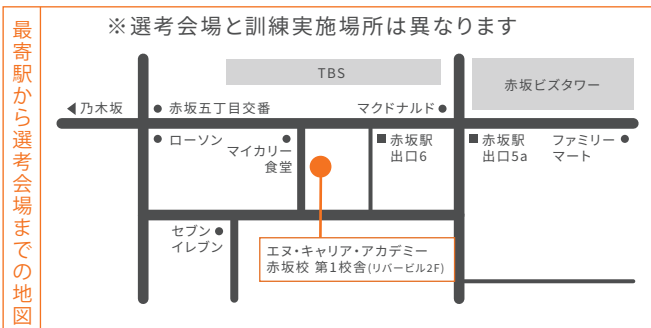 最寄駅から選考会場までの地図
※選考会場と訓練実施場所は異なります
TBS
赤坂ビズタワー
◀乃木坂
●赤坂五丁目交番
マクドナルド●
●ローソン
マイカリー
食堂
■赤坂駅
出口6
■赤坂駅
出口5a
ファミリー●
マート
セブン●
イレブン
エヌ・キャリア・アカデミー
赤坂校 第1校舎(リバービル2F)